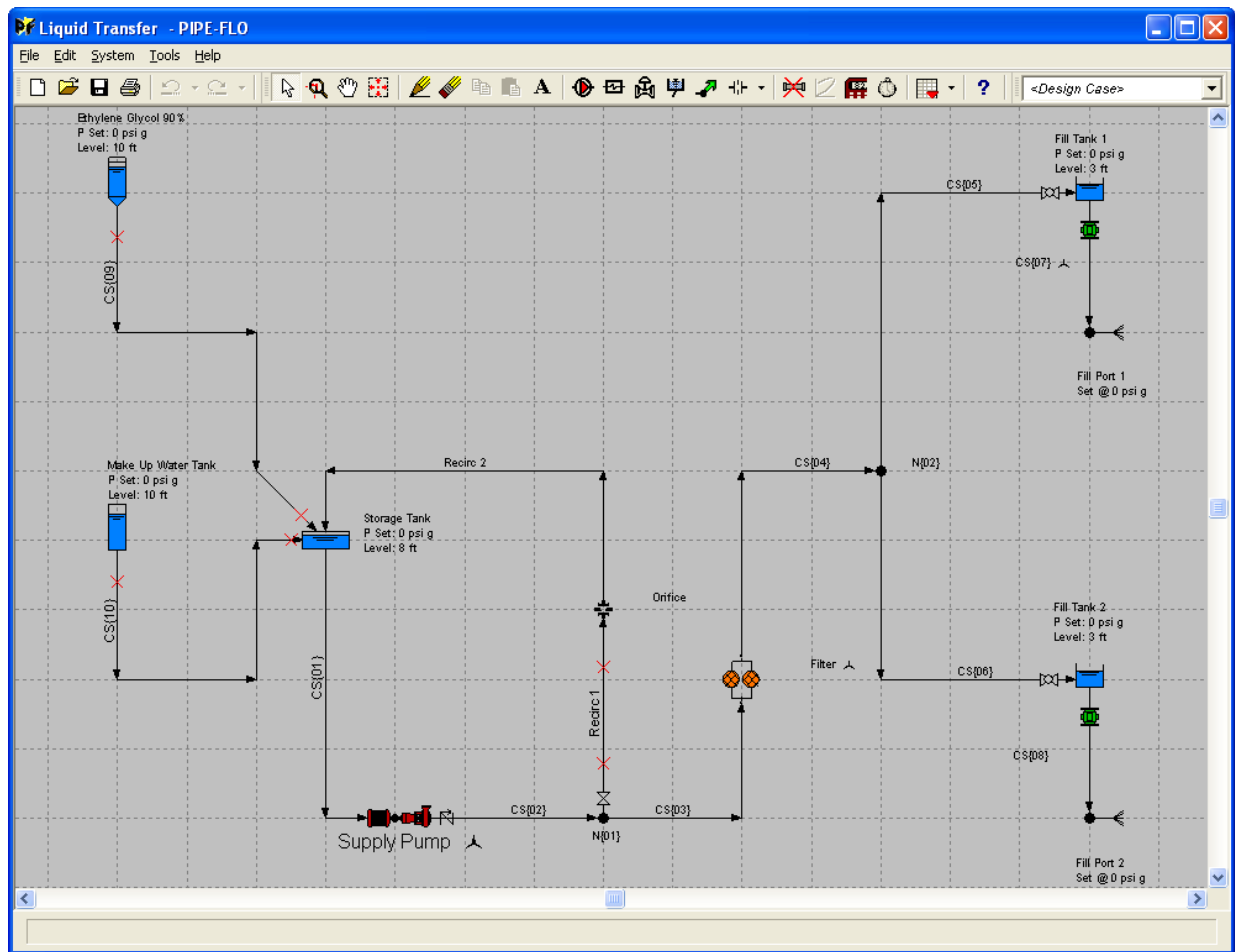 Liquid Transfer - PIPE-FLO
File Edit System Tools Help
A
?
<Design Case>
Ethylene Glycol 90%
P Set: 0 psi g
Level: 10 ft
CS{09}
Make Up Water Tank
P Set: 0 psi g
Level: 10 ft
CS{10}
Recirc 2
Storage Tank
P Set: 0 psi g
Level: 8 ft
CS{01}
Supply Pump
CS{02}
N{01}
Recirc 1
Orifice
CS{03}
Filter
CS{04}
N{02}
CS{05}
Fill Tank 1
P Set: 0 psi g
Level: 3 ft
CS{07}
Fill Port 1
Set @ 0 psi g
CS{06}
Fill Tank 2
P Set: 0 psi g
Level: 3 ft
CS{08}
Fill Port 2
Set @ 0 psi g